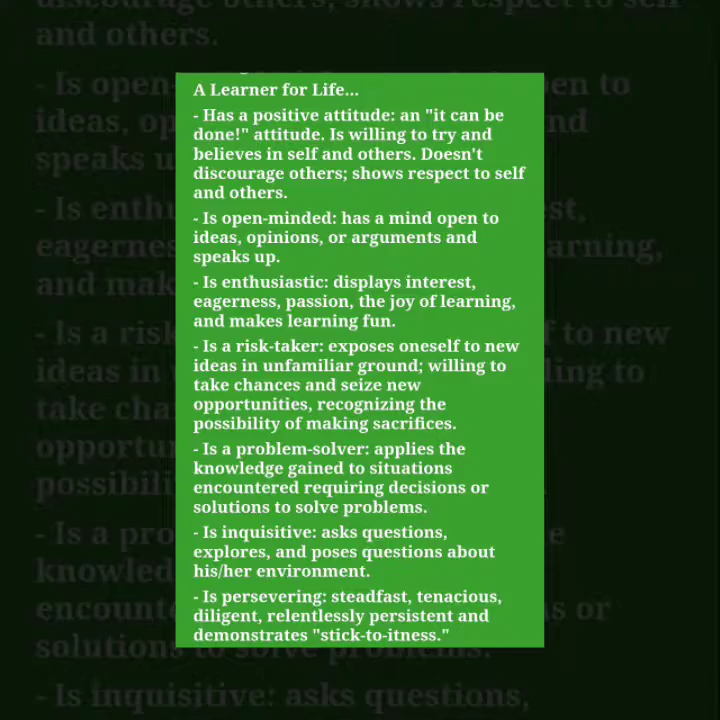 A Learner for Life...
- Has a positive attitude: an "it can be
done!" attitude. Is willing to try and
believes in self and others. Doesn't
discourage others; shows respect to self
and others.
- Is open-minded: has a mind open to
ideas, opinions, or arguments and
speaks up.
- Is enthusiastic: displays interest,
eagerness, passion, the joy of learning,
and makes learning fun.
- Is a risk-taker: exposes oneself to new
ideas in unfamiliar ground; willing to
take chances and seize new
opportunities, recognizing the
possibility of making sacrifices.
- Is a problem-solver: applies the
knowledge gained to situations
encountered requiring decisions or
solutions to solve problems.
- Is inquisitive: asks questions,
explores, and poses questions about
his/her environment.
- Is persevering: steadfast, tenacious,
diligent, relentlessly persistent and
demonstrates "stick-to-itness."